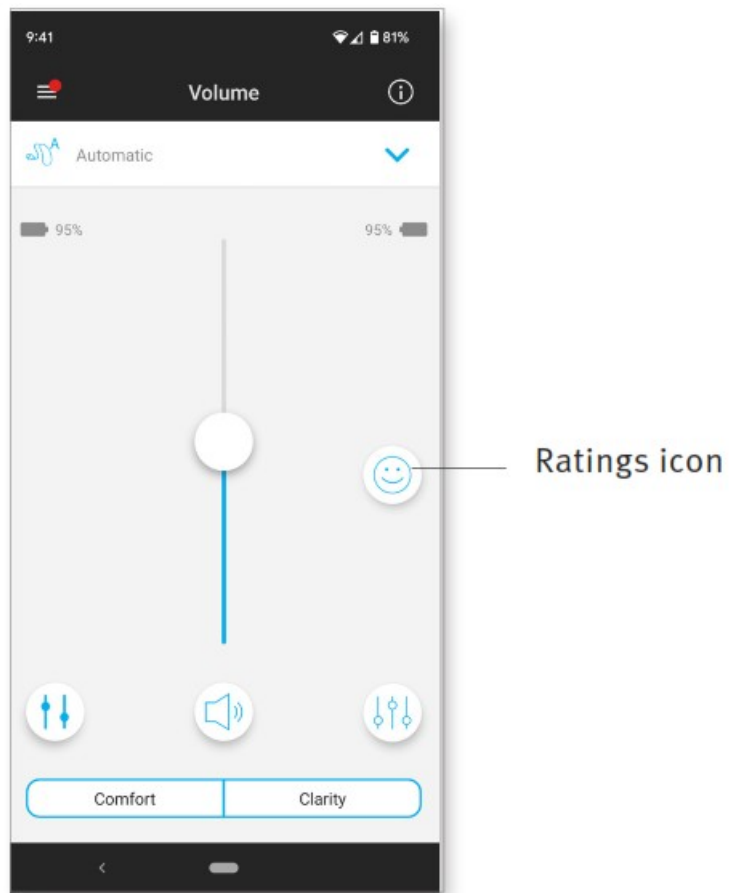 9:41 81%
Volume
A
Automatic
95% 95%
Ratings icon
Comfort Clarity